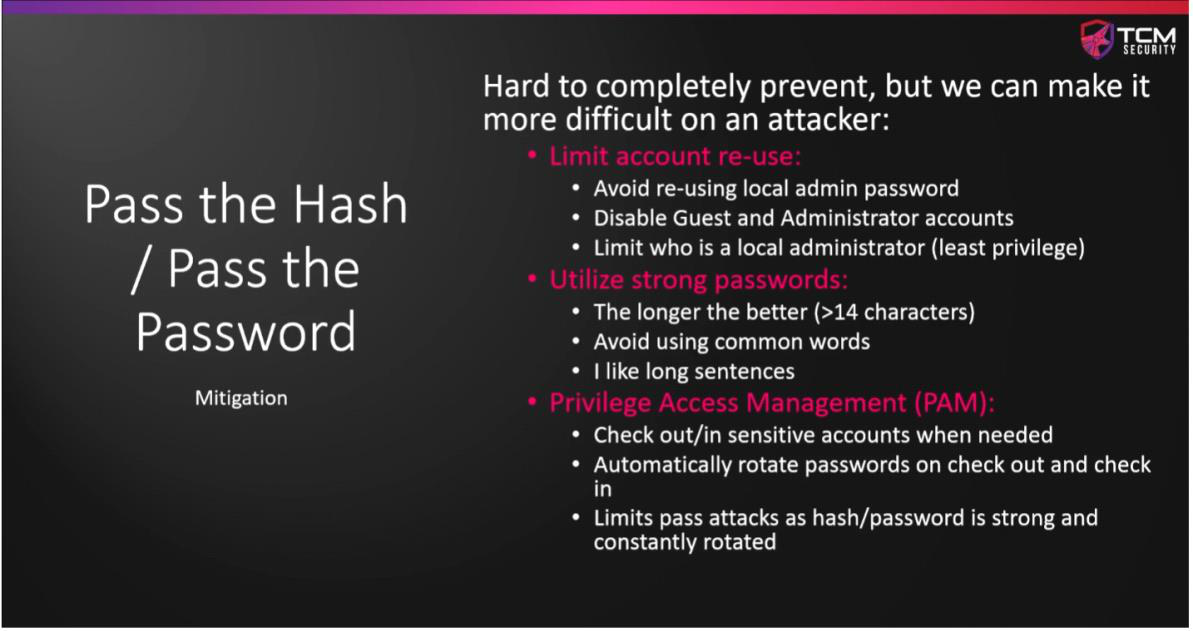 TCM
SECURITY
Pass the Hash
/ Pass the
Password
Mitigation
Hard to completely prevent, but we can make it
more difficult on an attacker:
• Limit account re-use:
• Avoid re-using local admin password
• Disable Guest and Administrator accounts
• Limit who is a local administrator (least privilege)
• Utilize strong passwords:
• The longer the better (>14 characters)
• Avoid using common words
• I like long sentences
• Privilege Access Management (PAM):
• Check out/in sensitive accounts when needed
• Automatically rotate passwords on check out and check
in
• Limits pass attacks as hash/password is strong and
constantly rotated